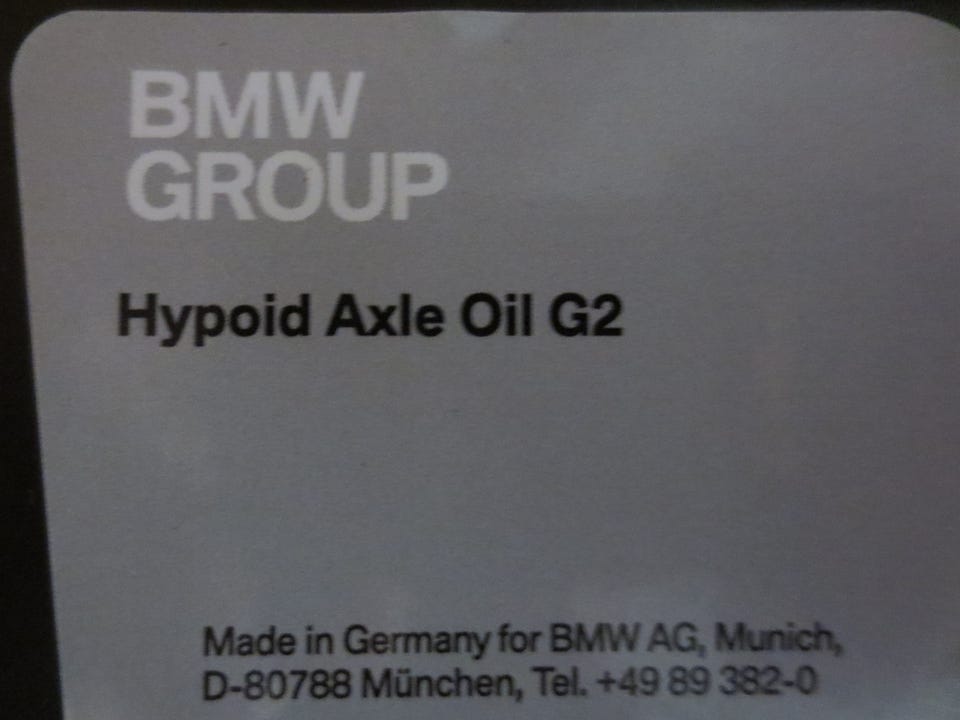 BMW
GROUP
Hypoid Axle Oil G2
Made in Germany for BMW AG, Munich,
D-80788 München, Tel. +49 89 382-0